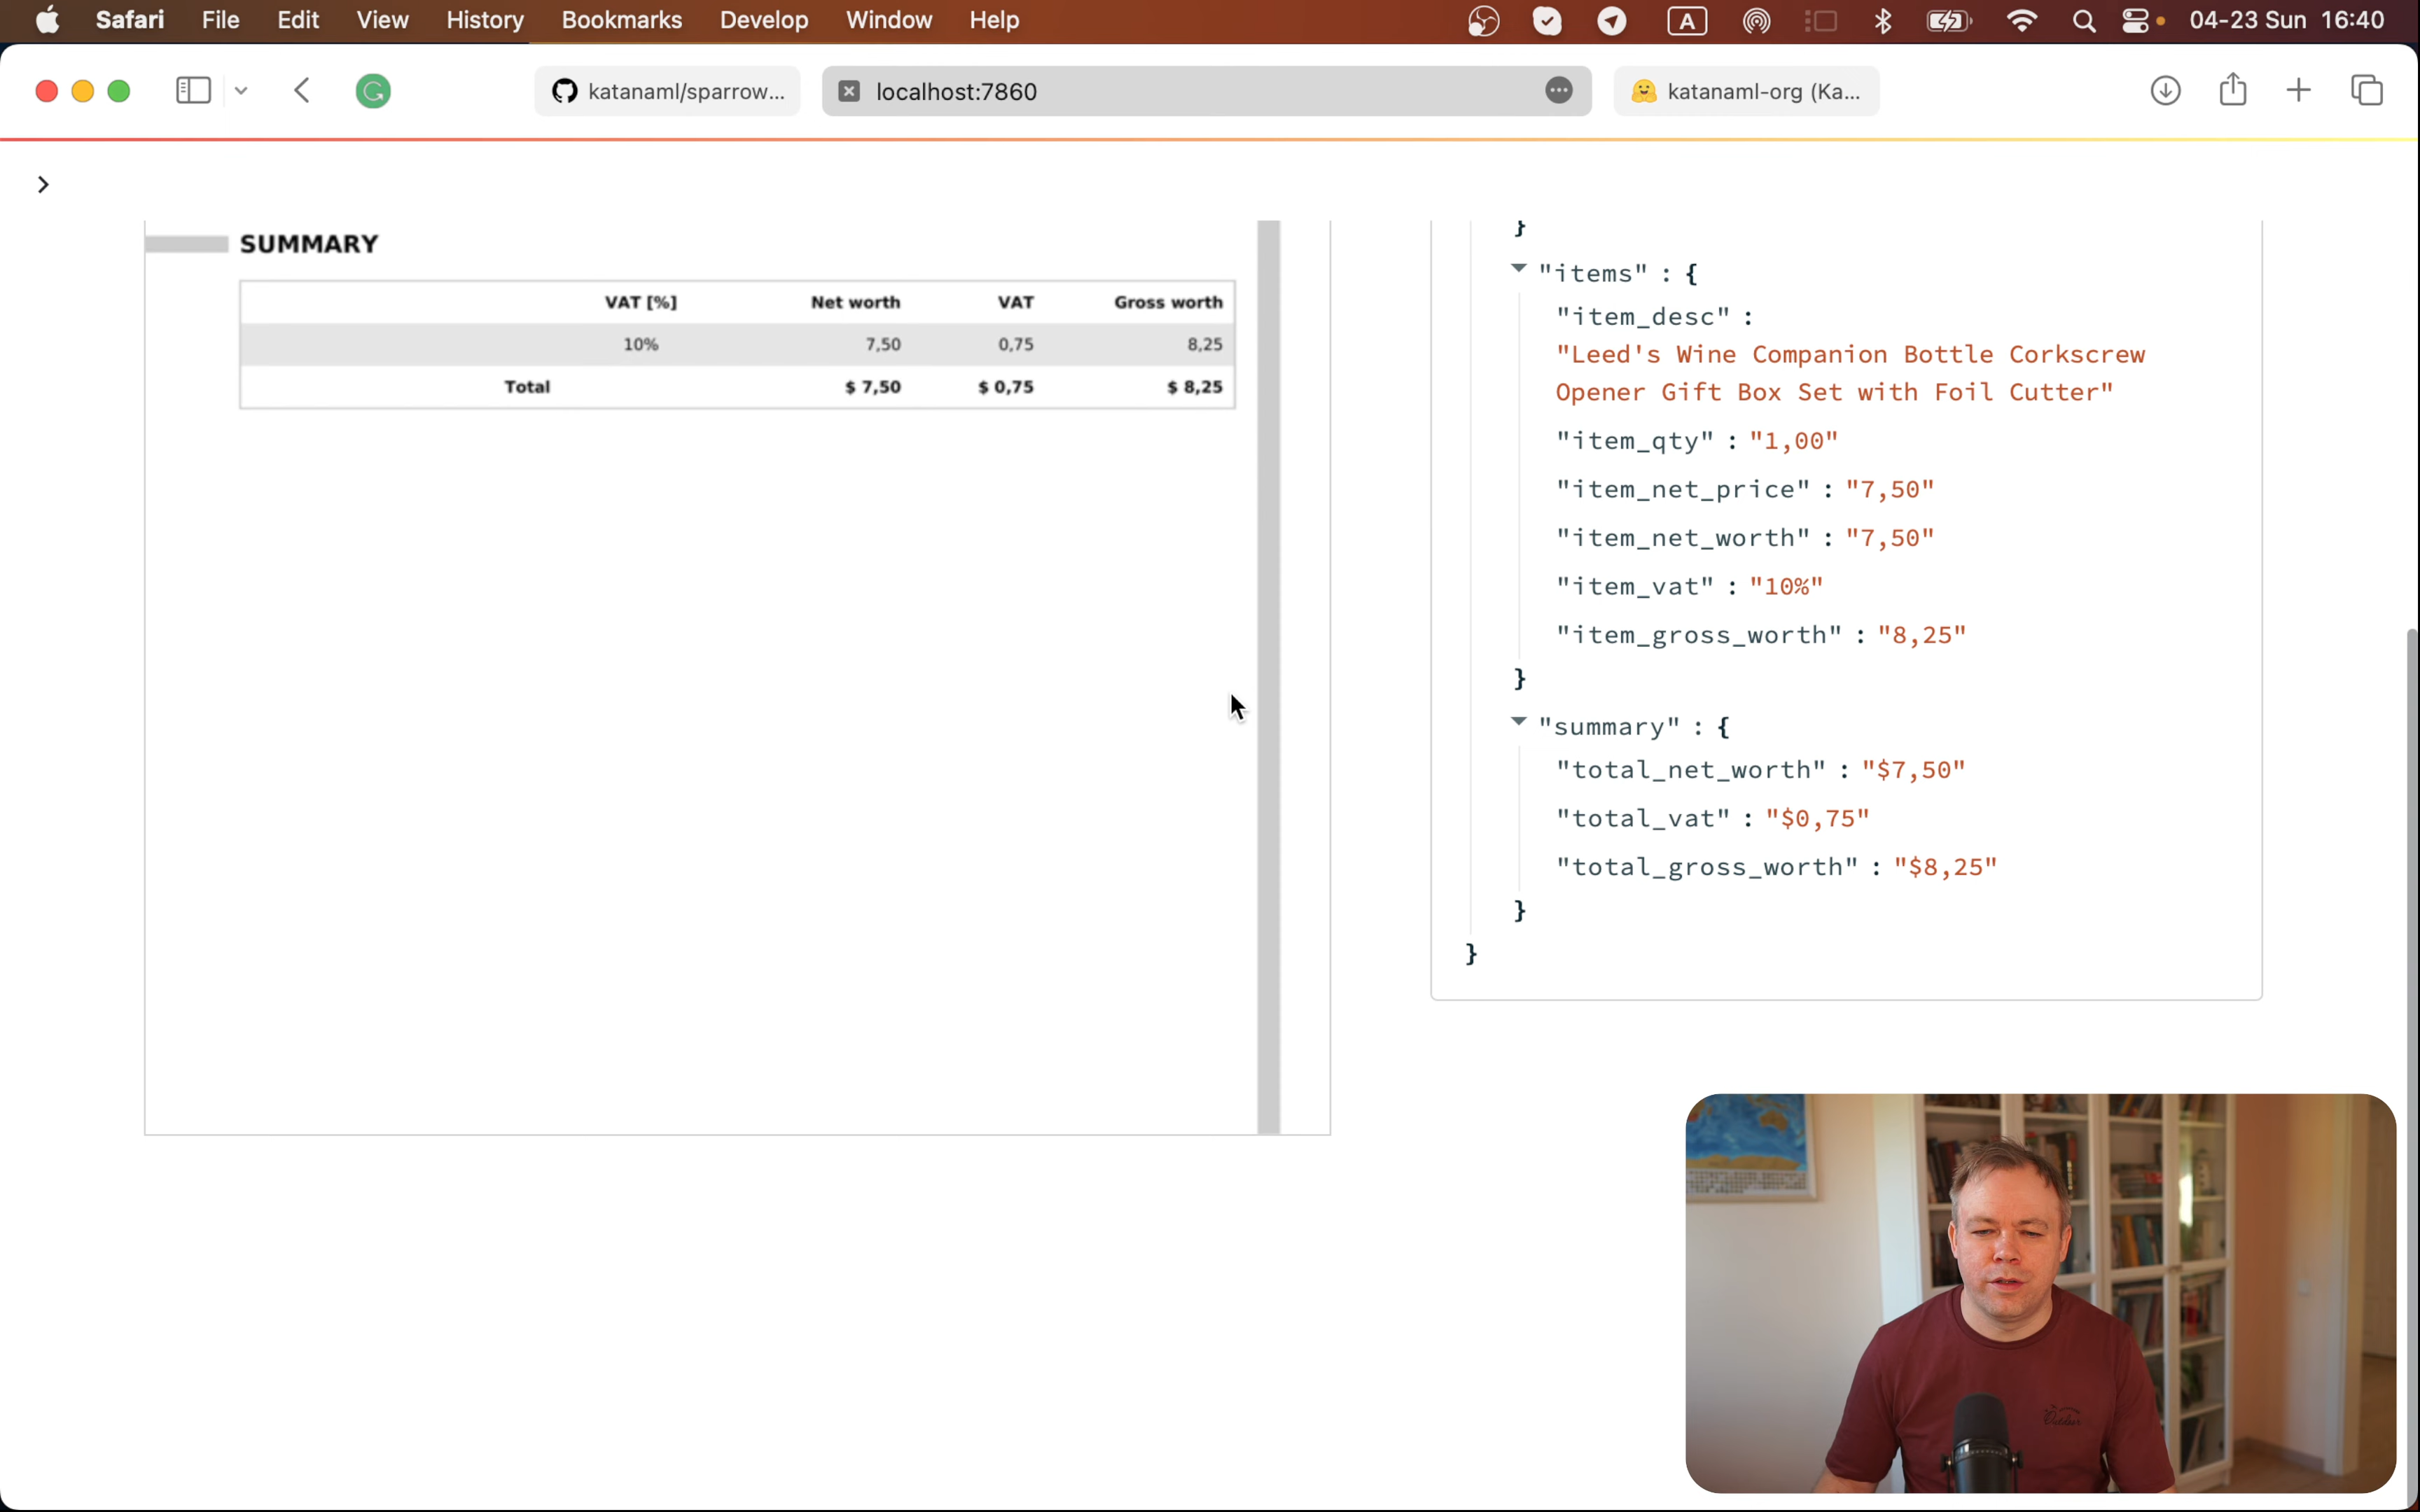 Safari File Edit View History Bookmarks Develop Window Help A 04-23 Sun 16:40
katanaml/sparrow... localhost:7860 katanaml-org (Ka...
SUMMARY
VAT [%] Net worth VAT Gross worth
10% 7,50 0,75 8,25
Total $ 7,50 $ 0,75 $ 8,25
}
"items" : {
"item_desc" :
"Leed's Wine Companion Bottle Corkscrew
Opener Gift Box Set with Foil Cutter"
"item_qty" : "1,00"
"item_net_price" : "7,50"
"item_net_worth" : "7,50"
"item_vat" : "10%"
"item_gross_worth" : "8,25"
}
"summary" : {
"total_net_worth" : "$7,50"
"total_vat" : "$0,75"
"total_gross_worth" : "$8,25"
}
}
Outdoor